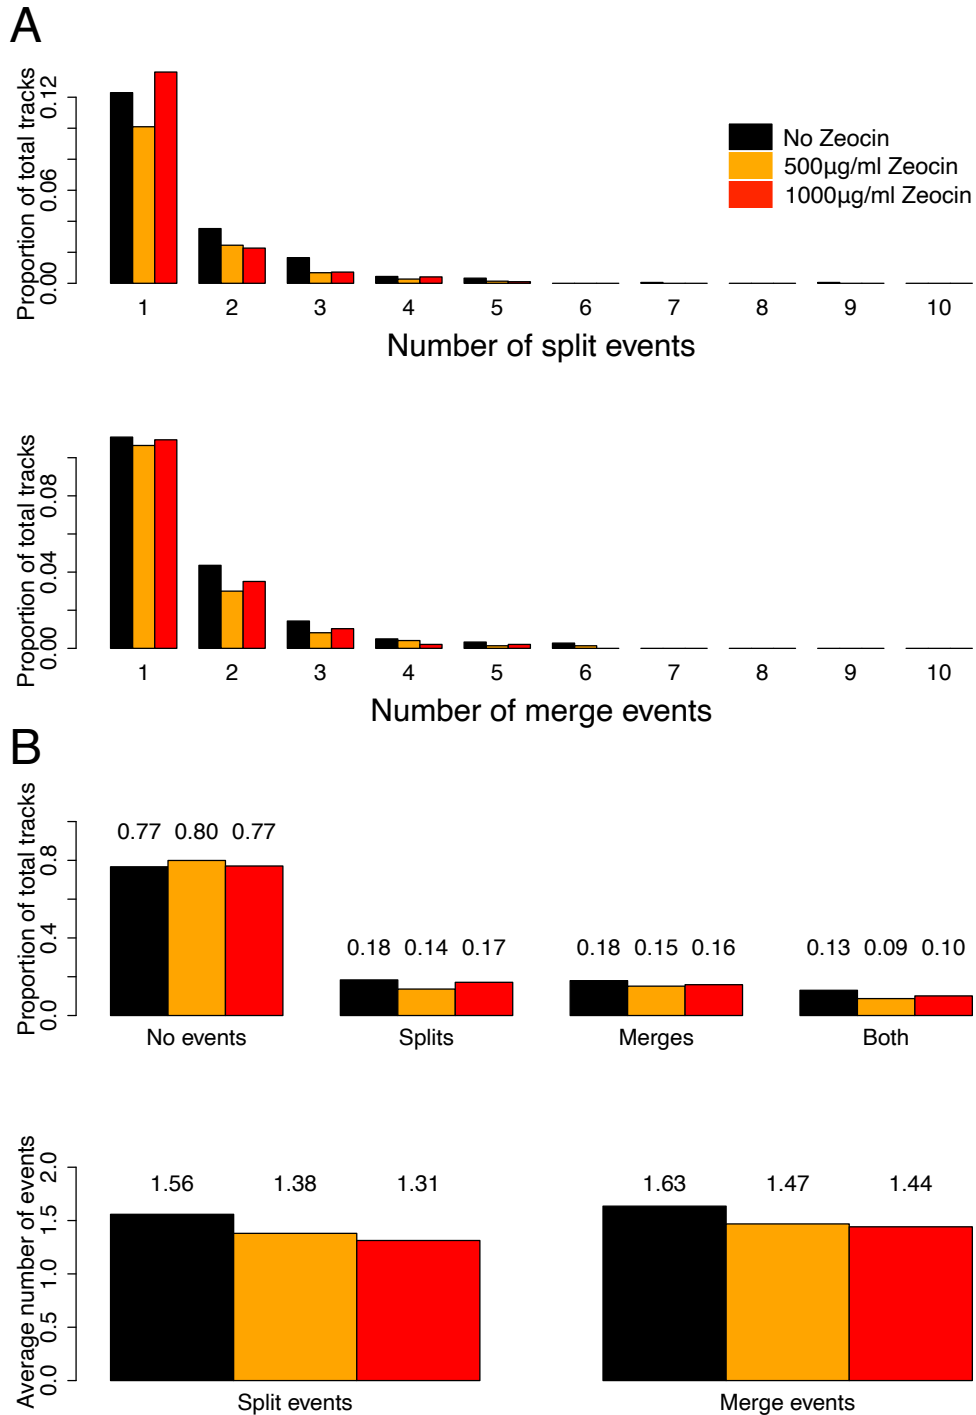 A
Proportion of total tracks
0.00 0.06 0.12
No Zeocin
500µg/ml Zeocin
1000µg/ml Zeocin
1 2 3 4 5 6 7 8 9 10
Number of split events
Proportion of total tracks
0.00 0.04 0.08
1 2 3 4 5 6 7 8 9 10
Number of merge events
B
Proportion of total tracks
0.0 0.4 0.8
0.77 0.80 0.77
0.18 0.14 0.17
0.18 0.15 0.16
0.13 0.09 0.10
No events Splits Merges Both
Average number of events
0.0 0.5 1.0 1.5 2.0
1.56 1.38 1.31
1.63 1.47 1.44
Split events Merge events